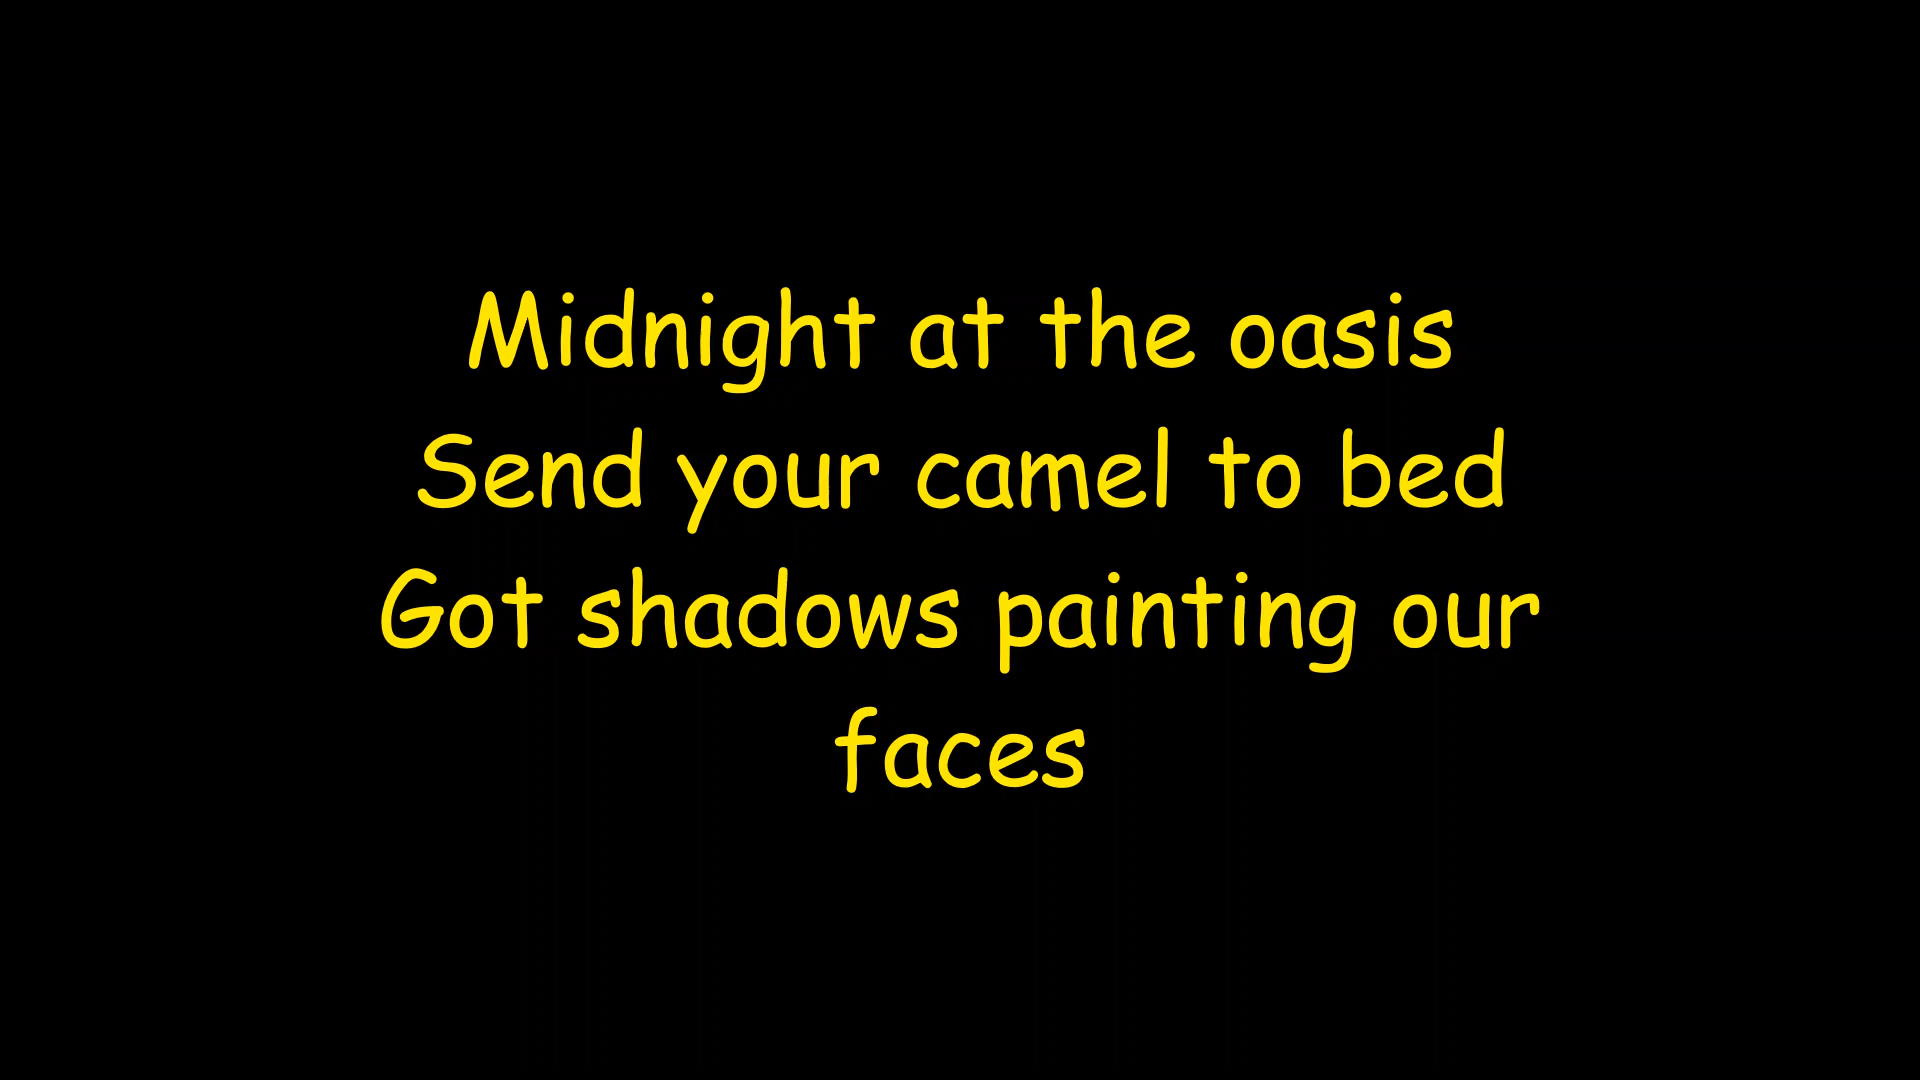 Midnight at the oasis
Send your camel to bed
Got shadows painting our
faces